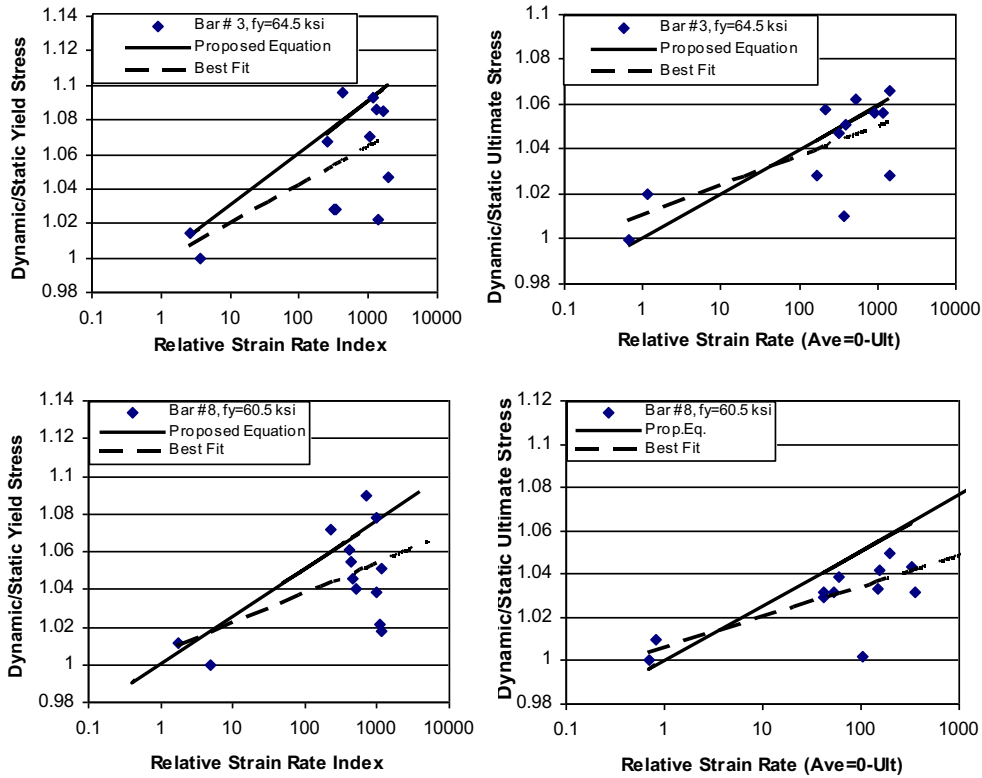 Bar # 3, fy=64.5 ksi
Proposed Equation
Best Fit
Dynamic/Static Yield Stress
1.14
1.12
1.1
1.08
1.06
1.04
1.02
1
0.98
0.1 1 10 100 1000 10000
Relative Strain Rate Index
Bar #3, fy=64.5 ksi
Proposed Equation
Best Fit
Dynamic/Static Ultimate Stress
1.1
1.08
1.06
1.04
1.02
1
0.98
0.1 1 10 100 1000 10000
Relative Strain Rate (Ave=0-Ult)
Bar #8, fy=60.5 ksi
Proposed Equation
Best Fit
Dynamic/Static Yield Stress
1.14
1.12
1.1
1.08
1.06
1.04
1.02
1
0.98
0.1 1 10 100 1000 10000
Relative Strain Rate Index
Bar #8, fy=60.5 ksi
Prop.Eq.
Best Fit
Dynamic/Static Ultimate Stress
1.12
1.1
1.08
1.06
1.04
1.02
1
0.98
0.1 1 10 100 1000
Relative Strain Rate (Ave=0-Ult)